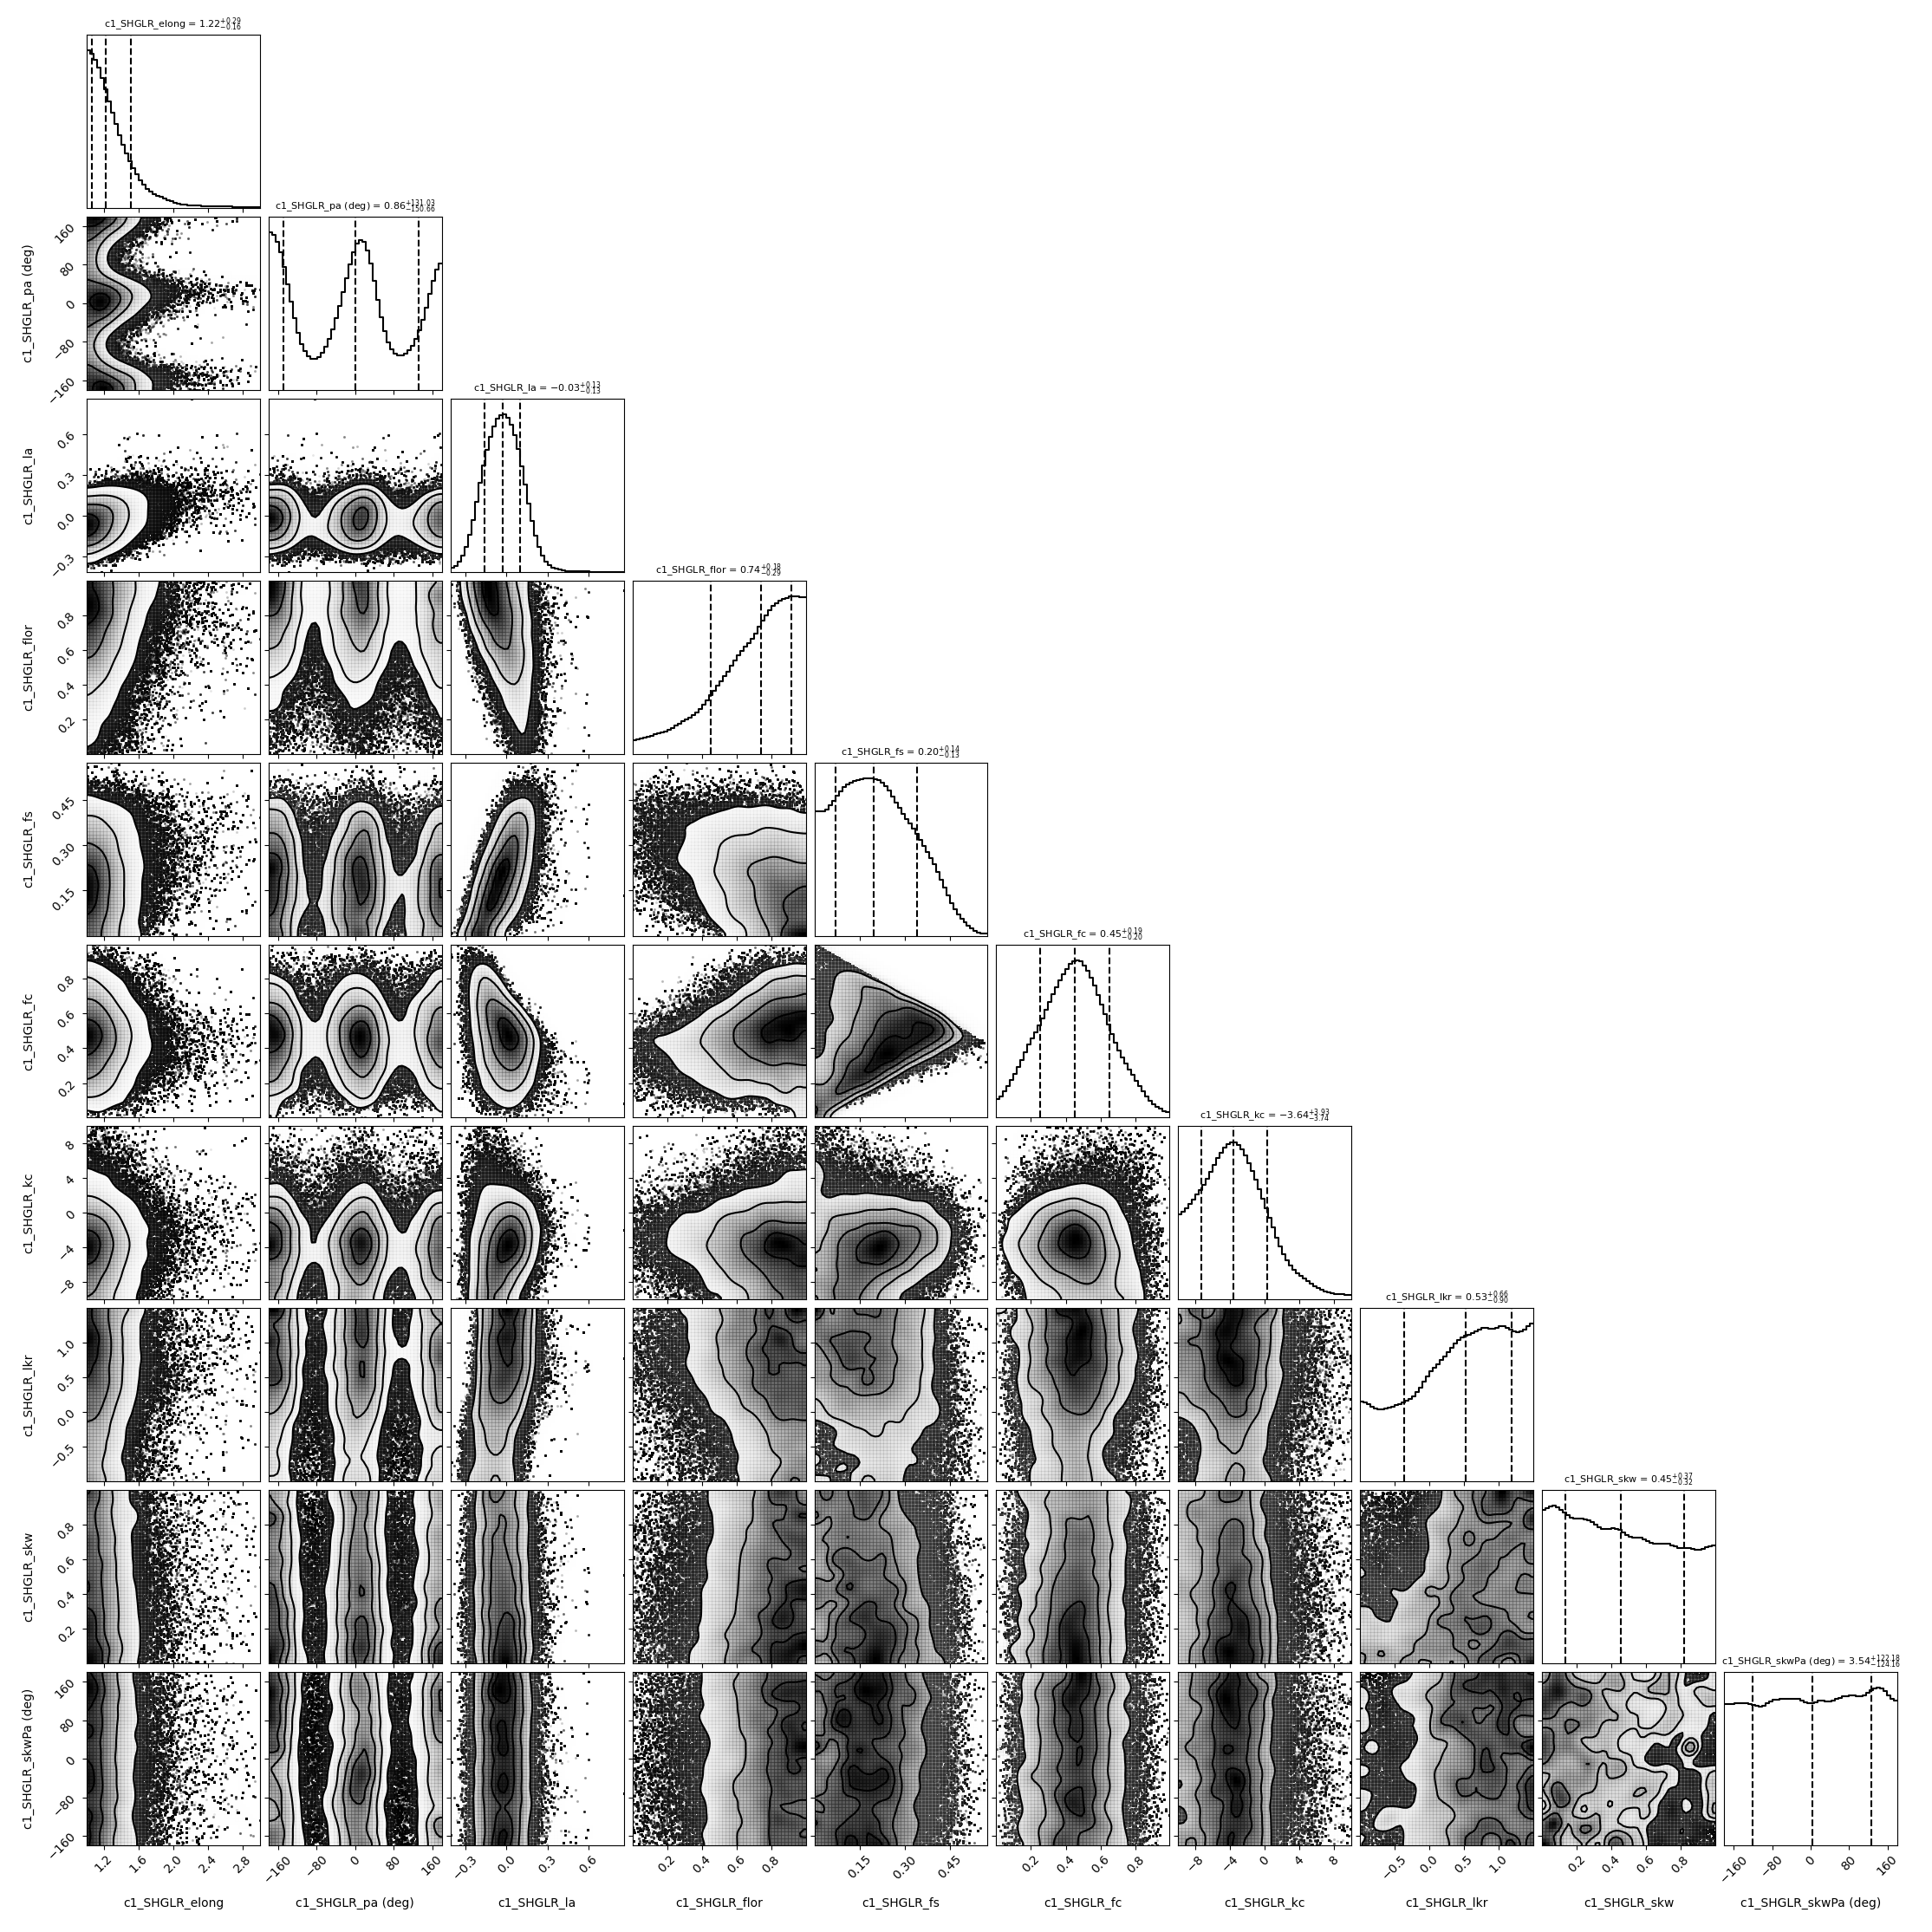 c1_SHGLR_elong = 1.22 +0.29 −0.16
c1_SHGLR_pa (deg) = 0.86 +131.03 −150.66
160
80
0
−80
−160
c1_SHGLR_pa (deg)
c1_SHGLR_la = −0.03 +0.13 −0.13
0.6
0.3
0.0
−0.3
c1_SHGLR_la
c1_SHGLR_flor = 0.74 +0.18 −0.29
0.8
0.6
0.4
0.2
c1_SHGLR_flor
c1_SHGLR_fs = 0.20 +0.14 −0.13
0.45
0.30
0.15
c1_SHGLR_fs
c1_SHGLR_fc = 0.45 +0.19 −0.20
0.8
0.6
0.4
0.2
c1_SHGLR_fc
c1_SHGLR_kc = −3.64 +3.93 −3.74
8
4
0
−4
−8
c1_SHGLR_kc
c1_SHGLR_lkr = 0.53 +0.66 −0.90
1.0
0.5
0.0
−0.5
c1_SHGLR_lkr
c1_SHGLR_skw = 0.45 +0.37 −0.32
0.8
0.6
0.4
0.2
c1_SHGLR_skw
c1_SHGLR_skwPa (deg) = 3.54 +122.18 −124.16
160
80
0
−80
−160
c1_SHGLR_skwPa (deg)
1.2 1.6 2.0 2.4 2.8 −160 −80 0 80 160 −0.3 0.0 0.3 0.6 0.2 0.4 0.6 0.8 0.15 0.30 0.45 0.2 0.4 0.6 0.8 −8 −4 0 4 8 −0.5 0.0 0.5 1.0 0.2 0.4 0.6 0.8 −160 −80 0 80 160
c1_SHGLR_elong c1_SHGLR_pa (deg) c1_SHGLR_la c1_SHGLR_flor c1_SHGLR_fs c1_SHGLR_fc c1_SHGLR_kc c1_SHGLR_lkr c1_SHGLR_skw c1_SHGLR_skwPa (deg)